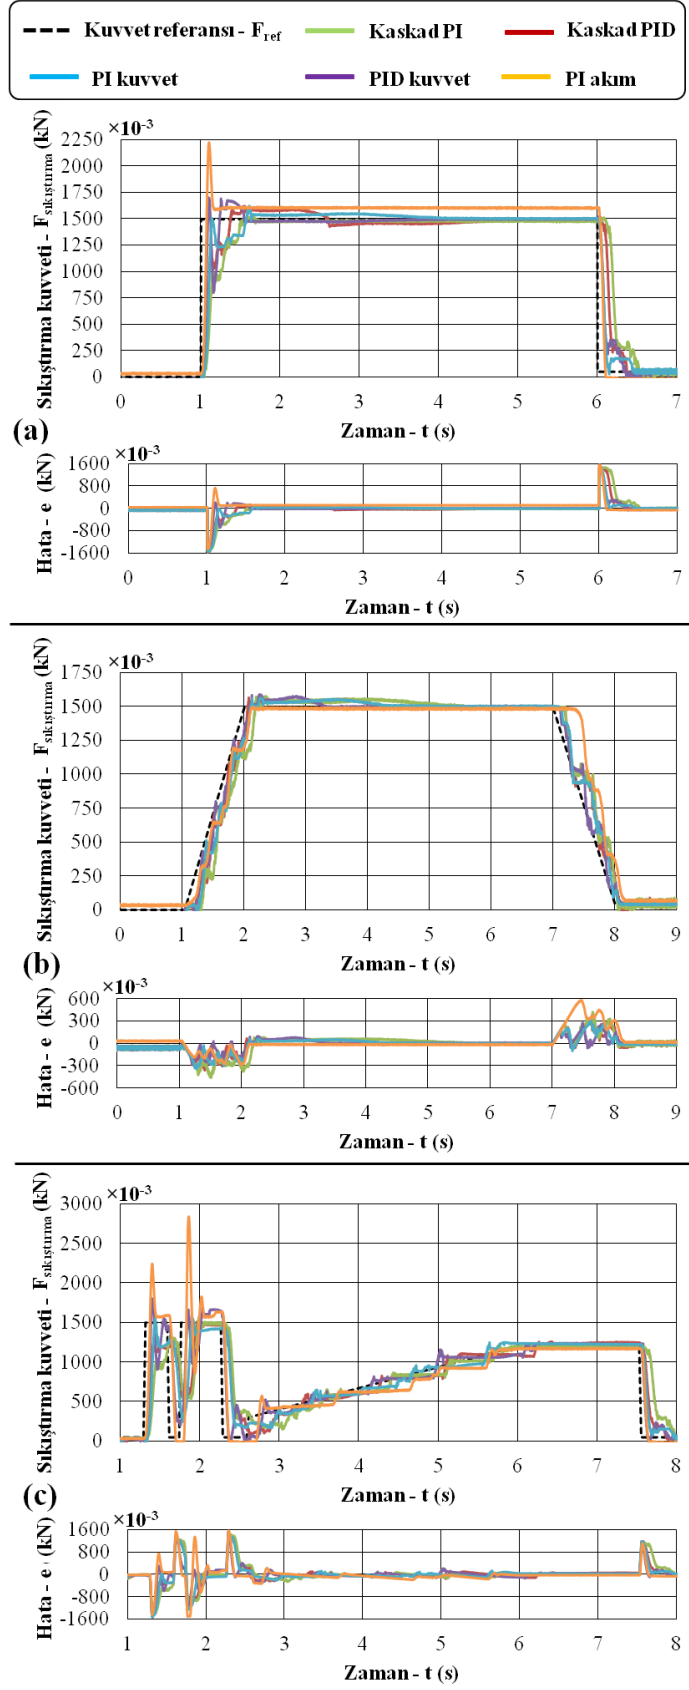 Kuvvet referansı - F_ref Kaskad PI Kaskad PID
PI kuvvet PID kuvvet PI akım
×10⁻³
Sıkıştırma kuvveti - F_sıkıştırma (kN)
2250
2000
1750
1500
1250
1000
750
500
250
0
0 1 2 3 4 5 6 7
Zaman - t (s)
(a)
×10⁻³
Hata - e (kN)
1600
800
0
-800
-1600
0 1 2 3 4 5 6 7
Zaman - t (s)
×10⁻³
Sıkıştırma kuvveti - F_sıkıştırma (kN)
1750
1500
1250
1000
750
500
250
0
0 1 2 3 4 5 6 7 8 9
Zaman - t (s)
(b)
×10⁻³
Hata - e (kN)
600
300
0
-300
-600
0 1 2 3 4 5 6 7 8 9
Zaman - t (s)
×10⁻³
Sıkıştırma kuvveti - F_sıkıştırma (kN)
3000
2500
2000
1500
1000
500
0
1 2 3 4 5 6 7 8
Zaman - t (s)
(c)
×10⁻³
Hata - e (kN)
1600
800
0
-800
-1600
1 2 3 4 5 6 7 8
Zaman - t (s)